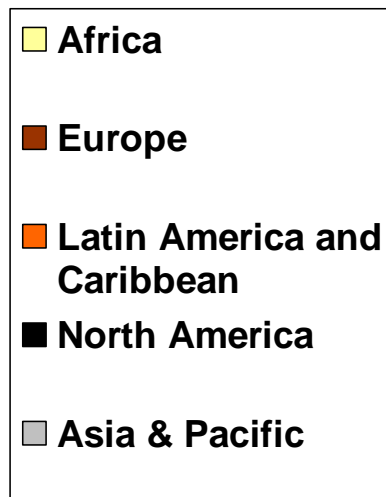 Africa
Europe
Latin America and
Caribbean
North America
Asia & Pacific